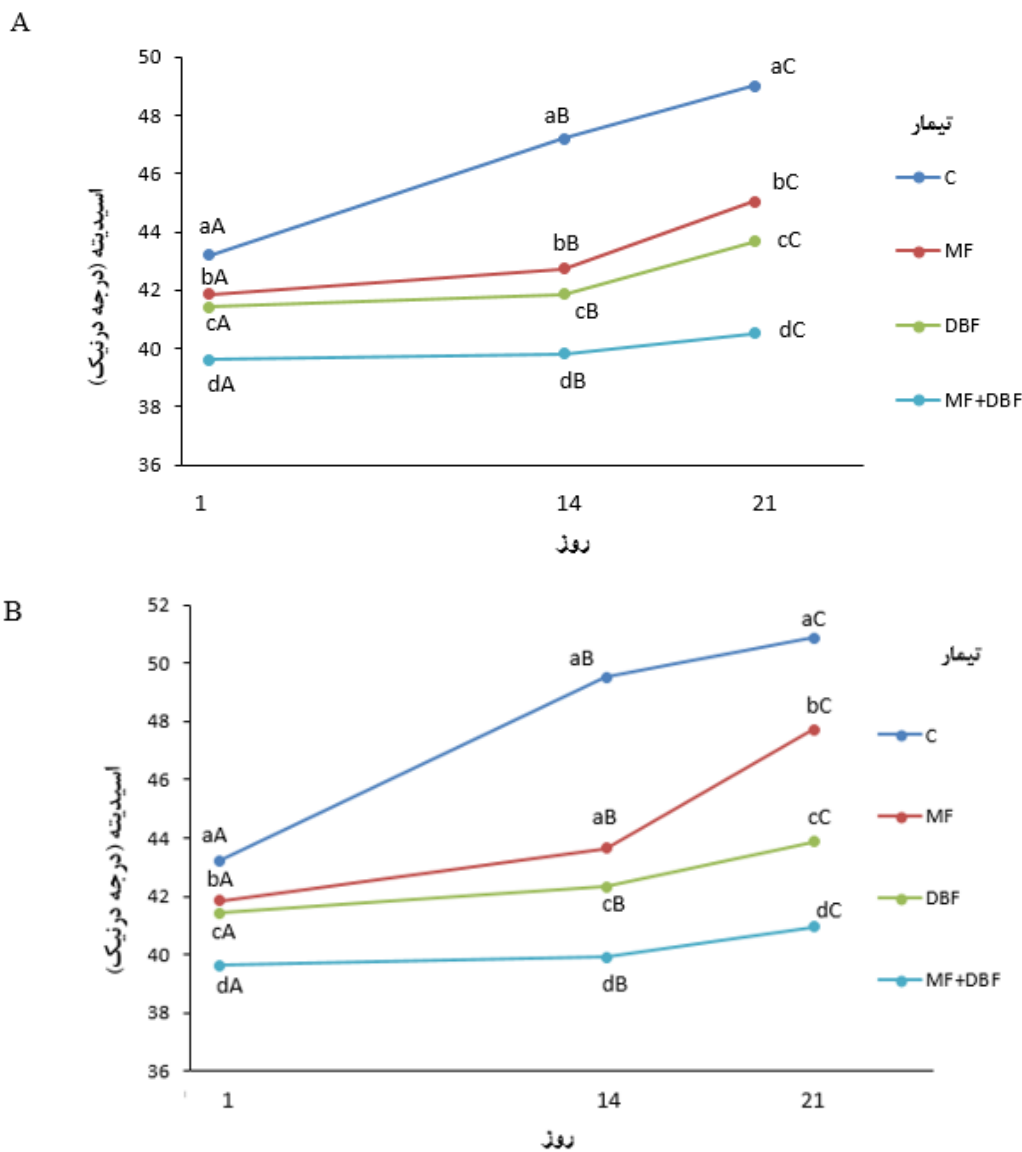 A
50
48
46
44
42
40
38
36
اسیدیته (درجه درنیک)
aA
aB
aC
bA
bB
bC
cA
cB
cC
dA
dB
dC
1
14
21
روز
تیمار
C
MF
DBF
MF+DBF
B
52
50
48
46
44
42
40
38
36
اسیدیته (درجه درنیک)
aA
aB
aC
bA
aB
bC
cA
cB
cC
dA
dB
dC
1
14
21
روز
تیمار
C
MF
DBF
MF+DBF